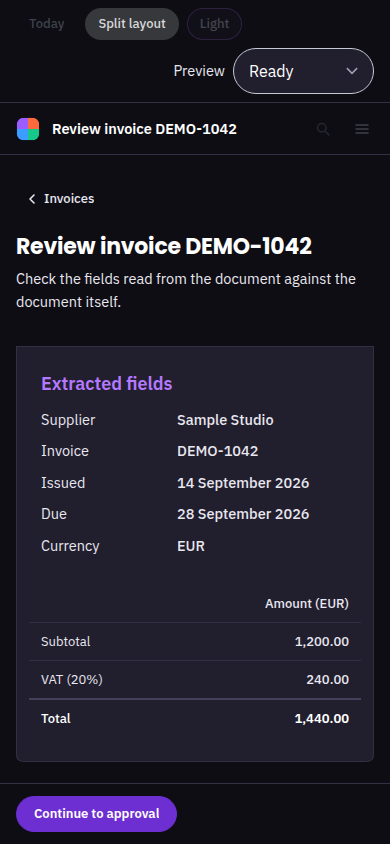 Today Split layout Light
Preview Ready
Review invoice DEMO-1042
Invoices
Review invoice DEMO-1042
Check the fields read from the document against the
document itself.
Extracted fields
Supplier Sample Studio
Invoice DEMO-1042
Issued 14 September 2026
Due 28 September 2026
Currency EUR
Amount (EUR)
Subtotal 1,200.00
VAT (20%) 240.00
Total 1,440.00
Continue to approval